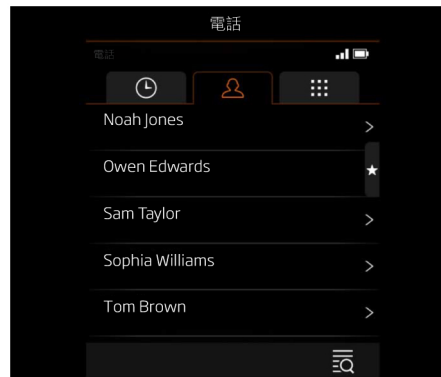 電話
電話
Noah Jones
Owen Edwards
Sam Taylor
Sophia Williams
Tom Brown